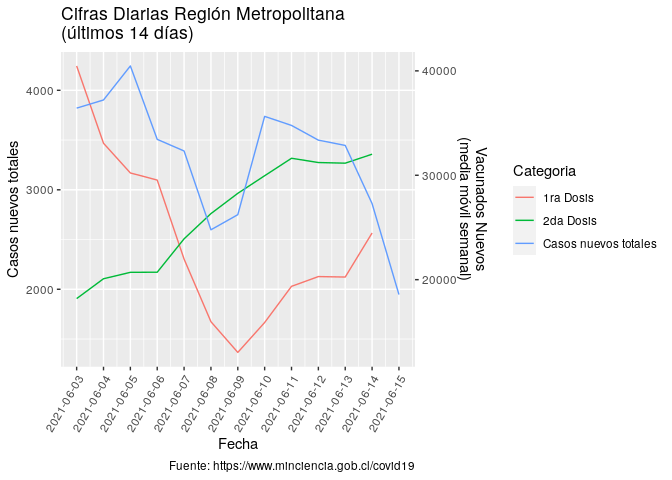 Cifras Diarias Región Metropolitana
(últimos 14 días)
Casos nuevos totales
4000
3000
2000
40000
30000
20000
Vacunados Nuevos
(media móvil semanal)
Categoria
1ra Dosis
2da Dosis
Casos nuevos totales
2021-06-03
2021-06-04
2021-06-05
2021-06-06
2021-06-07
2021-06-08
2021-06-09
2021-06-10
2021-06-11
2021-06-12
2021-06-13
2021-06-14
2021-06-15
Fecha
Fuente: https://www.minciencia.gob.cl/covid19